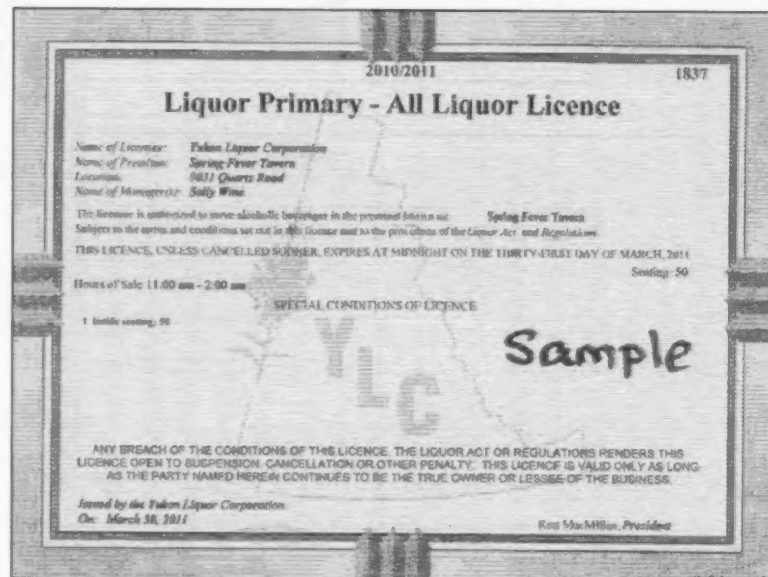 2010/2011 1837
Liquor Primary - All Liquor Licence
Name of Licensee: Yukon Liquor Corporation
Name of Premises: Spring Fever Tavern
Location: 9031 Quartz Road
Name of Manager(s): Sally Wine
The licensee is authorized to serve alcoholic beverages in the premises known as: Spring Fever Tavern
Subject to the terms and conditions set out in this licence and to the provisions of the Liquor Act and Regulations.
THIS LICENCE, UNLESS CANCELLED SOONER, EXPIRES AT MIDNIGHT ON THE THIRTY-FIRST DAY OF MARCH, 2011
Seating: 50
Hours of Sale: 11:00 am - 2:00 am
SPECIAL CONDITIONS OF LICENCE
1. Inside seating: 50
Sample
YLC
ANY BREACH OF THE CONDITIONS OF THIS LICENCE, THE LIQUOR ACT OR REGULATIONS RENDERS THIS
LICENCE OPEN TO SUSPENSION, CANCELLATION OR OTHER PENALTY. THIS LICENCE IS VALID ONLY AS LONG
AS THE PARTY NAMED HEREIN CONTINUES TO BE THE TRUE OWNER OR LESSEE OF THE BUSINESS.
Issued by the Yukon Liquor Corporation
On: March 30, 2011
Ron MacMillan, President